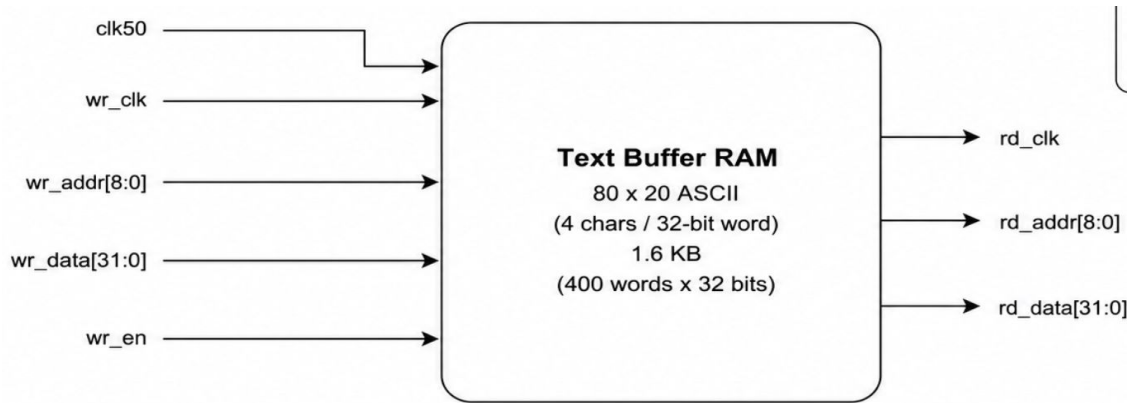 clk50
wr_clk
wr_addr[8:0]
wr_data[31:0]
wr_en
Text Buffer RAM
80 x 20 ASCII
(4 chars / 32-bit word)
1.6 KB
(400 words x 32 bits)
rd_clk
rd_addr[8:0]
rd_data[31:0]